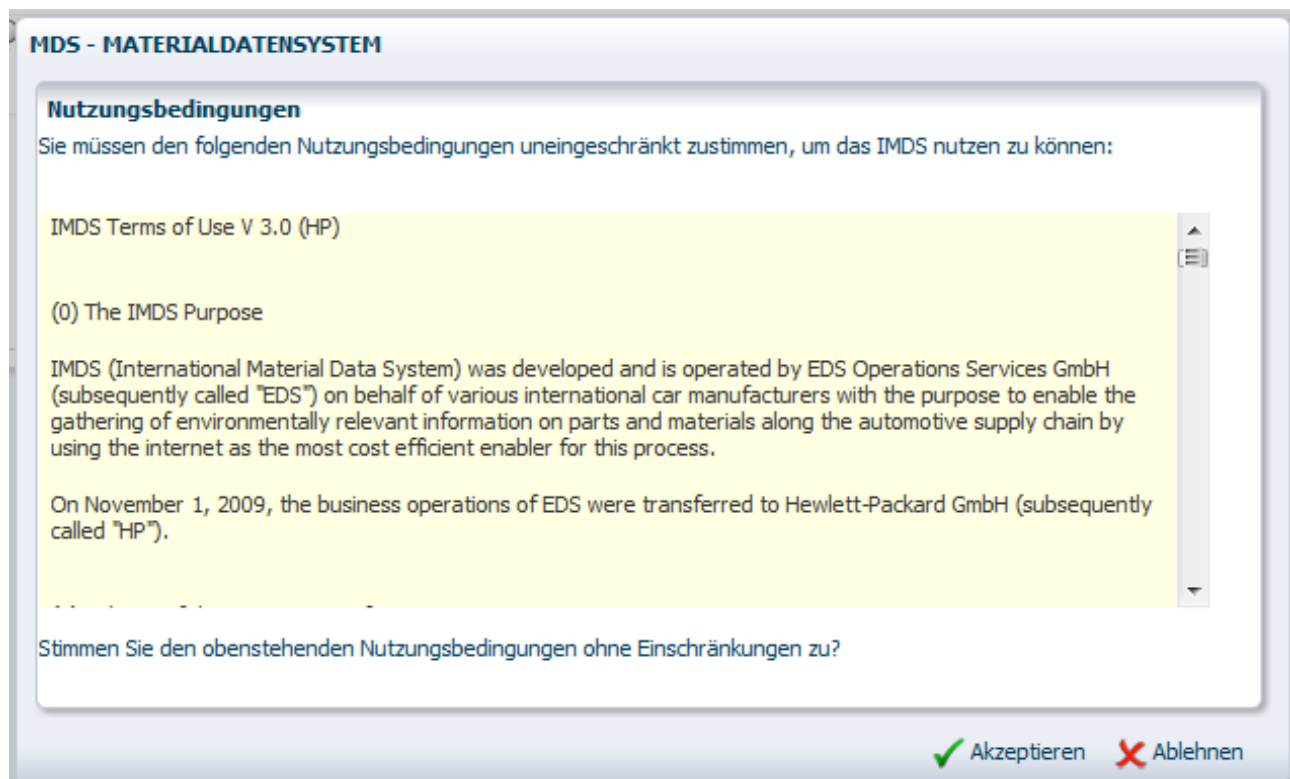 MDS - MATERIALDATENSYSTEM
Nutzungsbedingungen
Sie müssen den folgenden Nutzungsbedingungen uneingeschränkt zustimmen, um das IMDS nutzen zu können:
IMDS Terms of Use V 3.0 (HP)
(0) The IMDS Purpose
IMDS (International Material Data System) was developed and is operated by EDS Operations Services GmbH
(subsequently called "EDS") on behalf of various international car manufacturers with the purpose to enable the
gathering of environmentally relevant information on parts and materials along the automotive supply chain by
using the internet as the most cost efficient enabler for this process.
On November 1, 2009, the business operations of EDS were transferred to Hewlett-Packard GmbH (subsequently
called "HP").
Stimmen Sie den obenstehenden Nutzungsbedingungen ohne Einschränkungen zu?
Akzeptieren Ablehnen